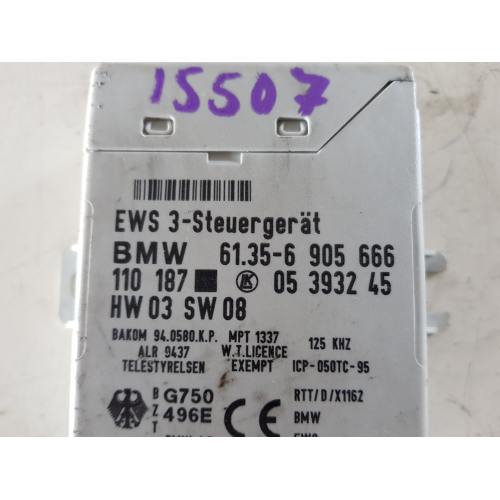 15507
EWS 3-Steuergerät
BMW 61.35-6 905 666
110 187 05 3932 45
HW 03 SW 08
BAKOM 94.0580.K.P. MPT 1337 125 KHZ
ALR 9437 W.T.LICENCE
TELESTYRELSEN EXEMPT ICP-050TC-95
BZT G750 CE RTT/D/X1162
496E BMW